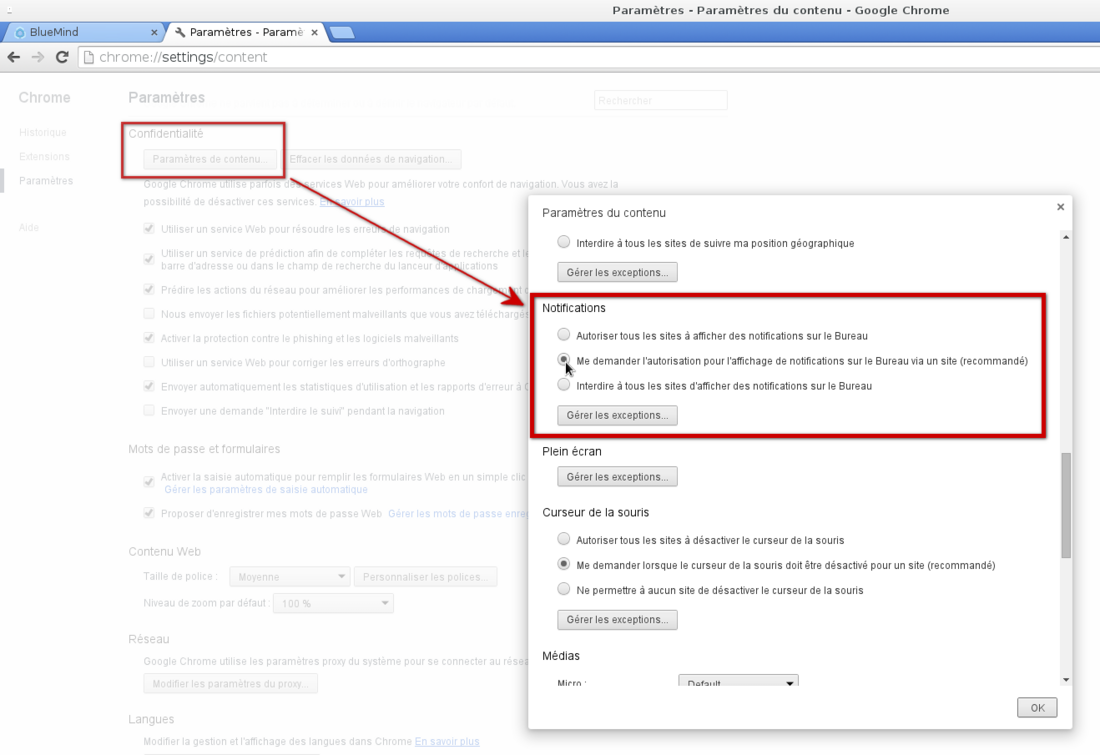 Paramètres - Paramètres du contenu - Google Chrome
BlueMind
Paramètres - Paramè
chrome://settings/content
Chrome
Historique
Extensions
Paramètres
Aide
Paramètres
Rechercher
Confidentialité
Paramètres de contenu...
Effacer les données de navigation...
Google Chrome utilise parfois des services Web pour améliorer votre confort de navigation. Vous avez la
possibilité de désactiver ces services. En savoir plus
Utiliser un service Web pour résoudre les erreurs de navigation
Utiliser un service de prédiction afin de compléter les requêtes de recherche et le
barre d'adresse ou dans le champ de recherche du lanceur d'applications
Prédire les actions du réseau pour améliorer les performances de chargement d
Nous envoyer les fichiers potentiellement malveillants que vous avez téléchargés
Activer la protection contre le phishing et les logiciels malveillants
Utiliser un service Web pour corriger les erreurs d'orthographe
Envoyer automatiquement les statistiques d'utilisation et les rapports d'erreur à G
Envoyer une demande "Interdire le suivi" pendant la navigation
Mots de passe et formulaires
Activer la saisie automatique pour remplir les formulaires Web en un simple clic
Gérer les paramètres de saisie automatique
Proposer d'enregistrer mes mots de passe Web Gérer les mots de passe enreg
Contenu Web
Taille de police : Moyenne Personnaliser les polices...
Niveau de zoom par défaut : 100 %
Réseau
Google Chrome utilise les paramètres proxy du système pour se connecter au résea
Modifier les paramètres du proxy...
Langues
Modifier la gestion et l'affichage des langues dans Chrome En savoir plus
Paramètres du contenu
Interdire à tous les sites de suivre ma position géographique
Gérer les exceptions...
Notifications
Autoriser tous les sites à afficher des notifications sur le Bureau
Me demander l'autorisation pour l'affichage de notifications sur le Bureau via un site (recommandé)
Interdire à tous les sites d'afficher des notifications sur le Bureau
Gérer les exceptions...
Plein écran
Gérer les exceptions...
Curseur de la souris
Autoriser tous les sites à désactiver le curseur de la souris
Me demander lorsque le curseur de la souris doit être désactivé pour un site (recommandé)
Ne permettre à aucun site de désactiver le curseur de la souris
Gérer les exceptions...
Médias
Micro : Default
OK